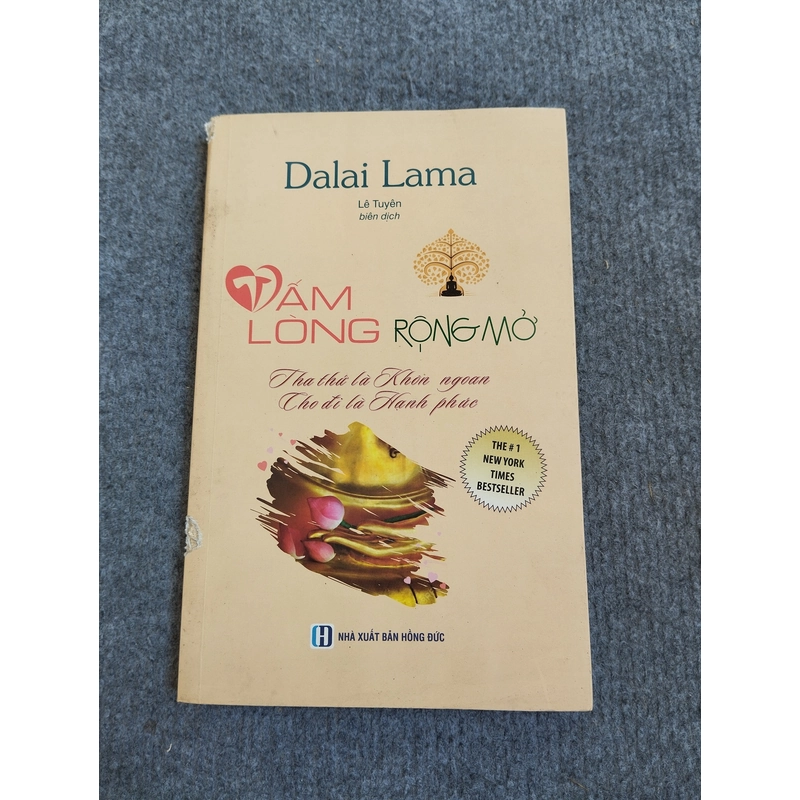 Dalai Lama
Lê Tuyên
biên dịch
TẤM
LÒNG RỘNG MỞ
Tha thứ là Khôn ngoan
Cho đi là Hạnh phúc
THE # 1
NEW YORK
TIMES
BESTSELLER
NHÀ XUẤT BẢN HỒNG ĐỨC